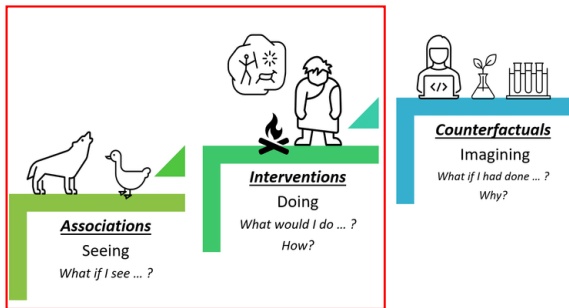 Associations
Seeing
What if I see ... ?
Interventions
Doing
What would I do ... ?
How?
</>
Counterfactuals
Imagining
What if I had done ... ?
Why?